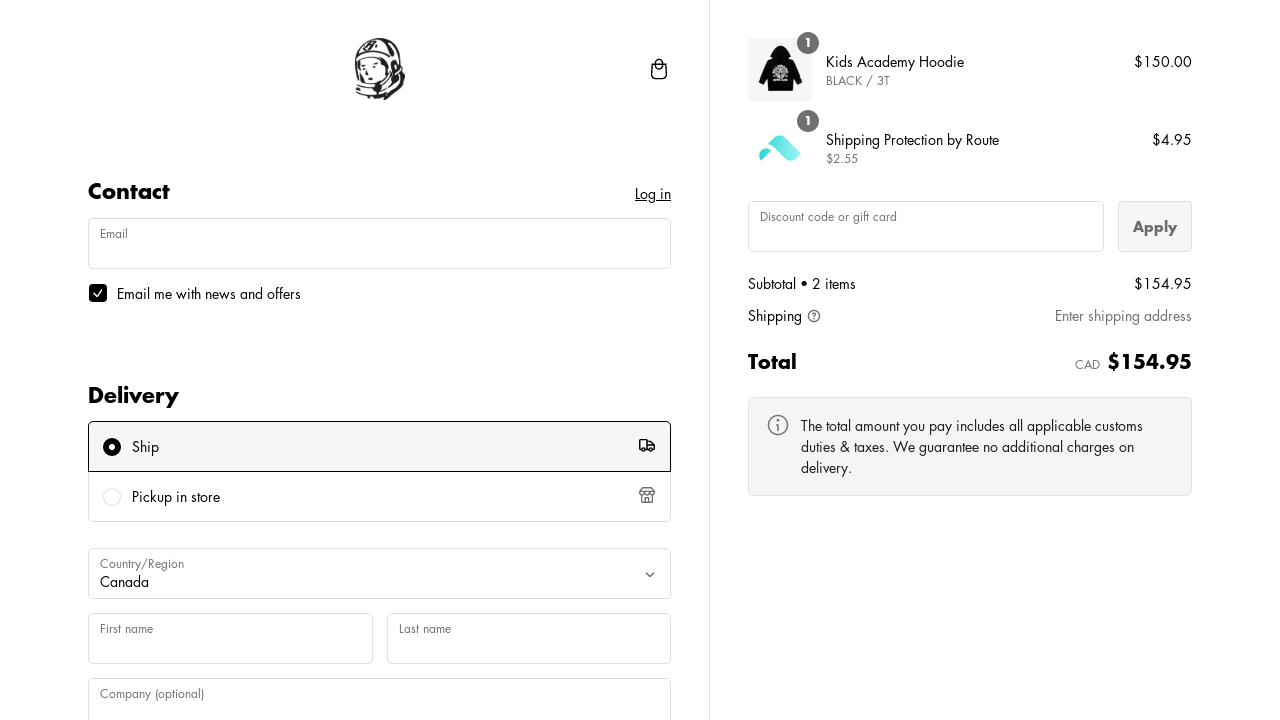 Contact
Log in
Email
Email me with news and offers
Delivery
Ship
Pickup in store
Country/Region
Canada
First name
Last name
Company (optional)
1
Kids Academy Hoodie
$150.00
BLACK / 3T
1
Shipping Protection by Route
$4.95
$2.55
Discount code or gift card
Apply
Subtotal • 2 items
$154.95
Shipping
Enter shipping address
Total
CAD $154.95
The total amount you pay includes all applicable customs
duties & taxes. We guarantee no additional charges on
delivery.